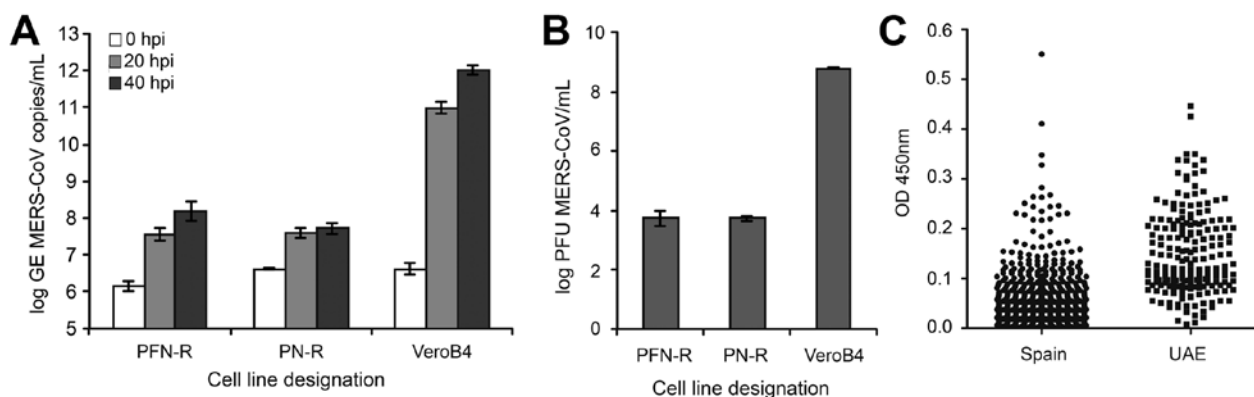 A
log GE MERS-CoV copies/mL
13
12
11
10
9
8
7
6
5
0 hpi
20 hpi
40 hpi
PFN-R PN-R VeroB4
Cell line designation
B
log PFU MERS-CoV/mL
10
8
6
4
2
0
PFN-R PN-R VeroB4
Cell line designation
C
OD 450nm
0.6
0.5
0.4
0.3
0.2
0.1
0.0
Spain UAE